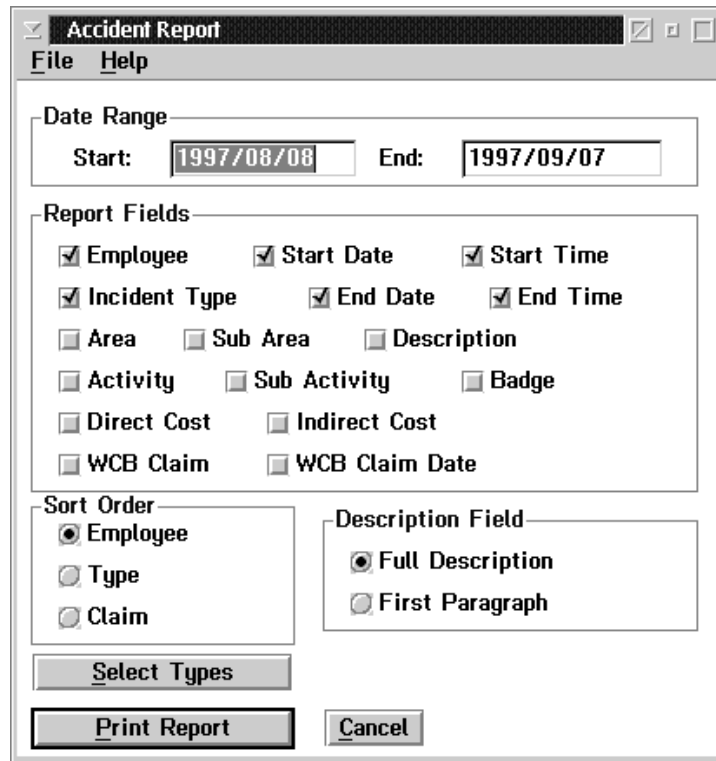 Accident Report
File Help
Date Range
Start: 1997/08/08 End: 1997/09/07
Report Fields
Employee Start Date Start Time
Incident Type End Date End Time
Area Sub Area Description
Activity Sub Activity Badge
Direct Cost Indirect Cost
WCB Claim WCB Claim Date
Sort Order
Employee
Type
Claim
Description Field
Full Description
First Paragraph
Select Types
Print Report Cancel